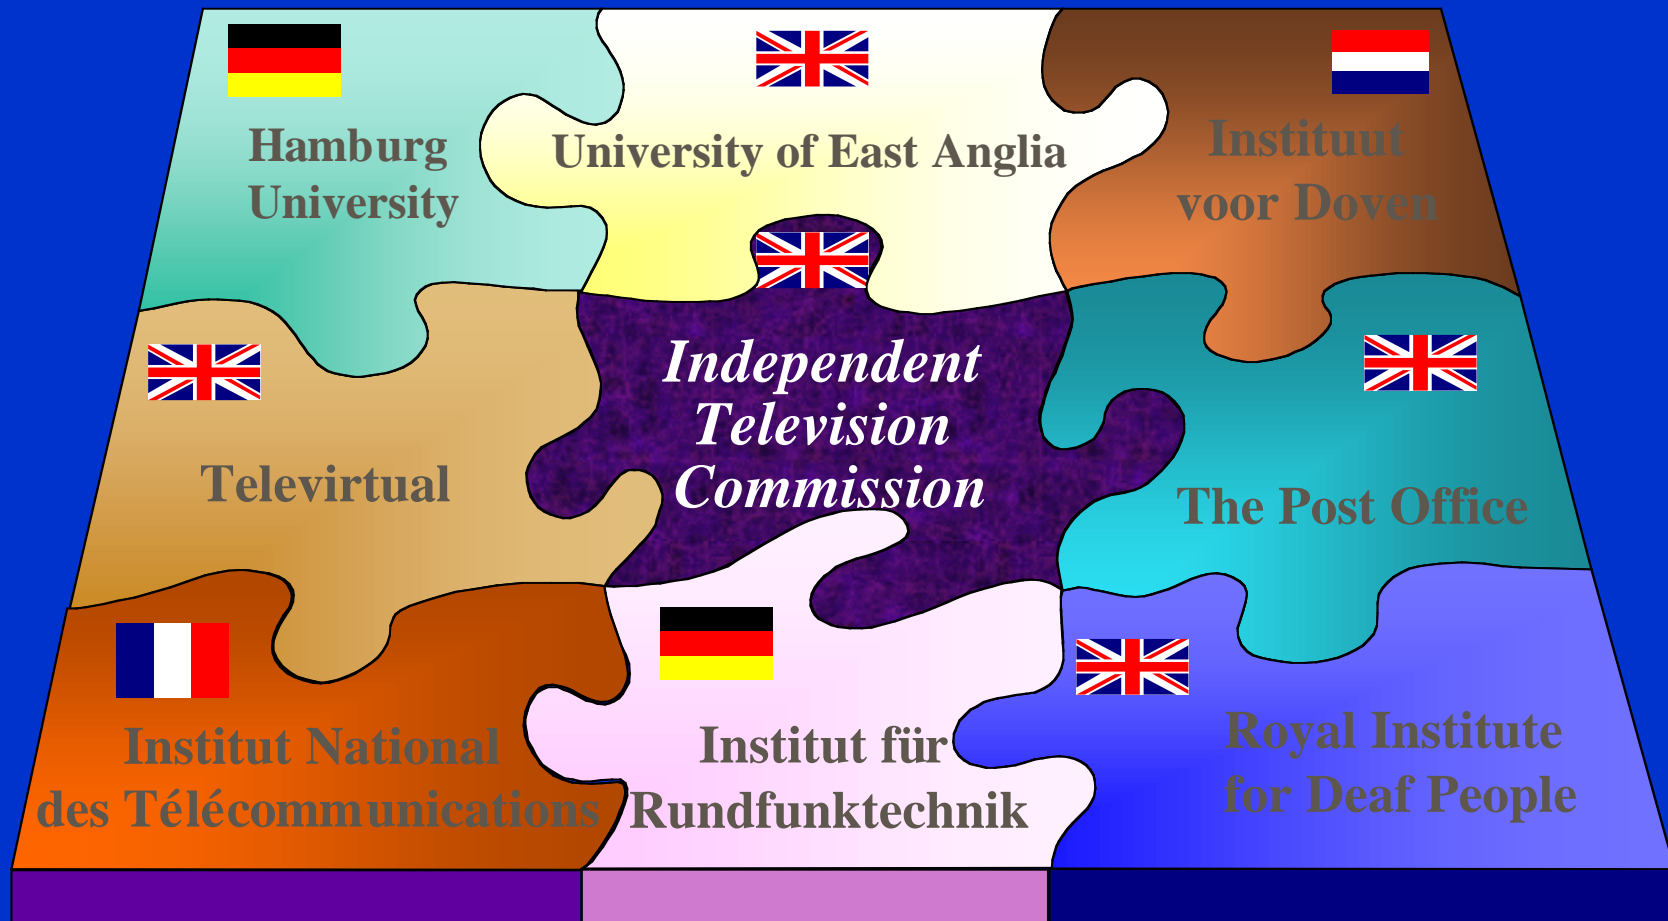 Hamburg
University
University of East Anglia
Instituut
voor Doven
Televirtual
Independent
Television
Commission
The Post Office
Institut National
des Télécommunications
Institut für
Rundfunktechnik
Royal Institute
for Deaf People